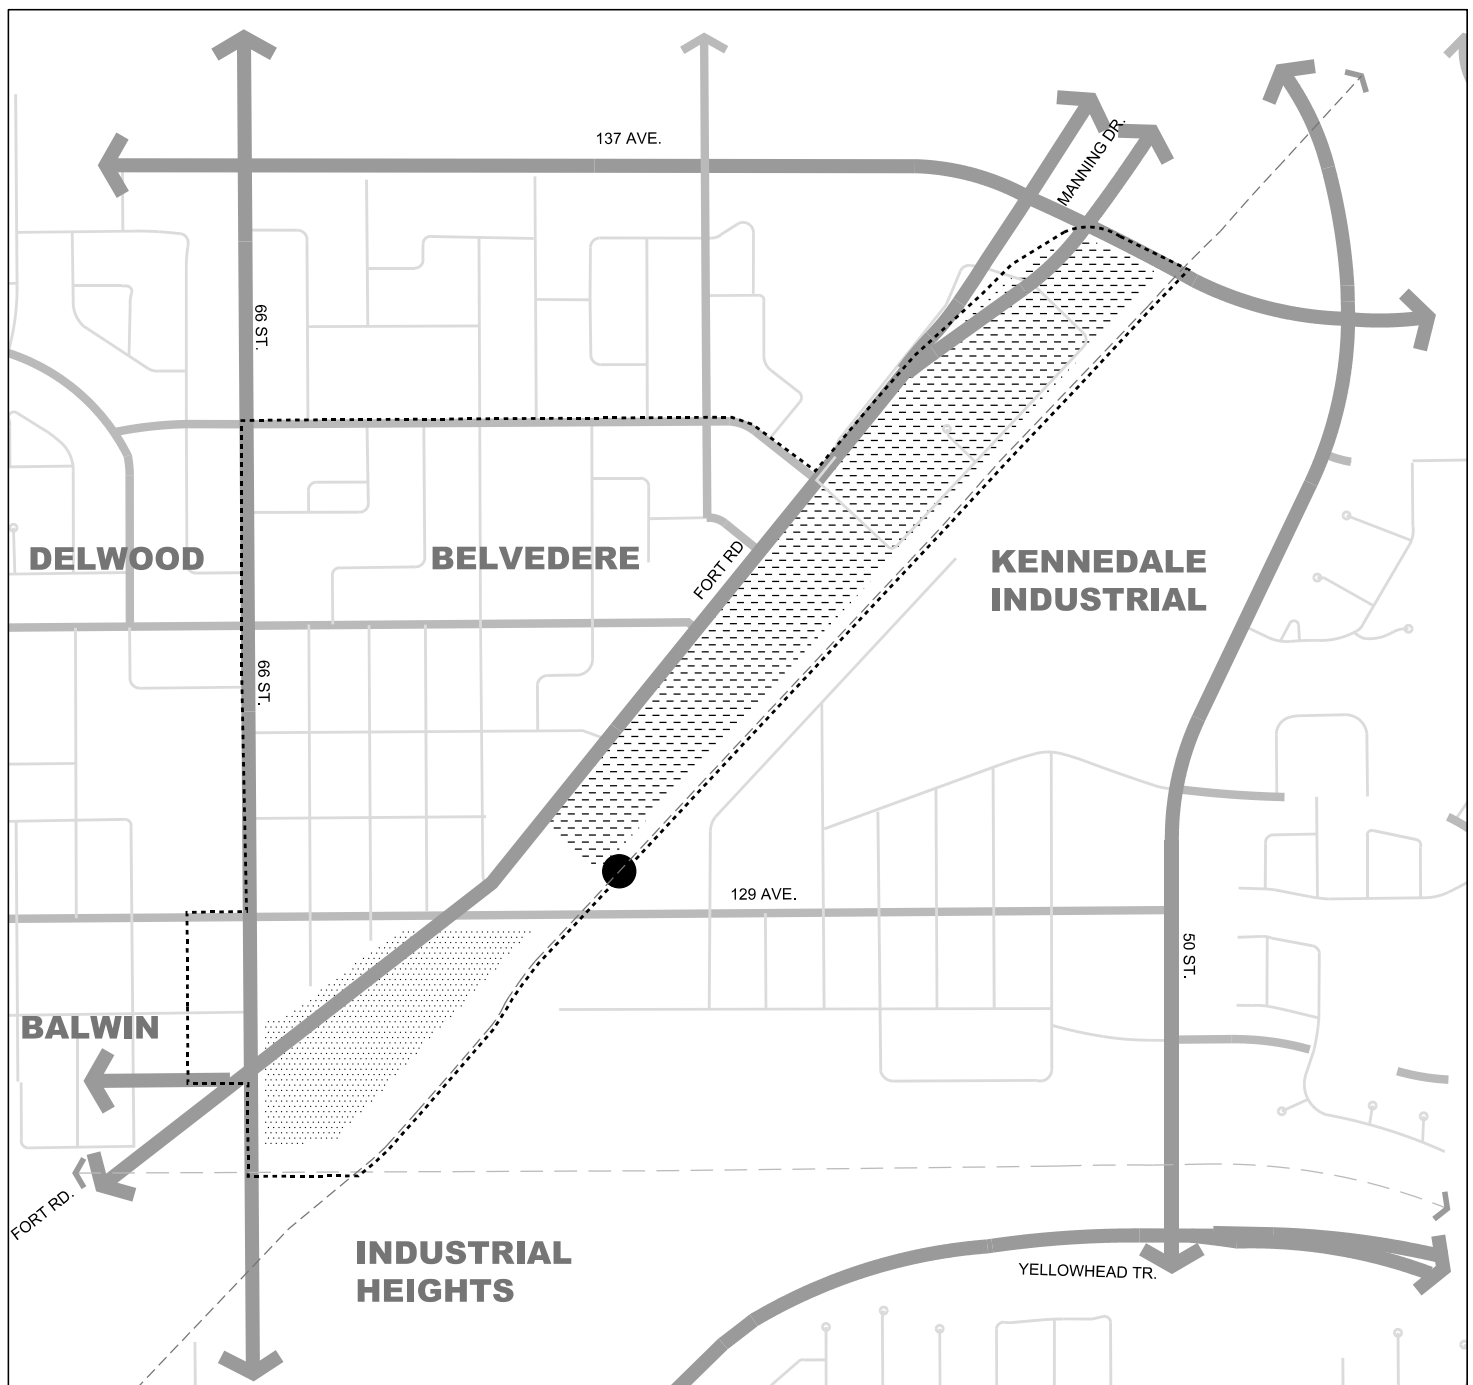 137 AVE.
MANNING DR.
66 ST.
DELWOOD
BELVEDERE
FORT RD
KENNEDALE
INDUSTRIAL
66 ST.
129 AVE.
50 ST.
BALWIN
FORT RD.
INDUSTRIAL
HEIGHTS
YELLOWHEAD TR.